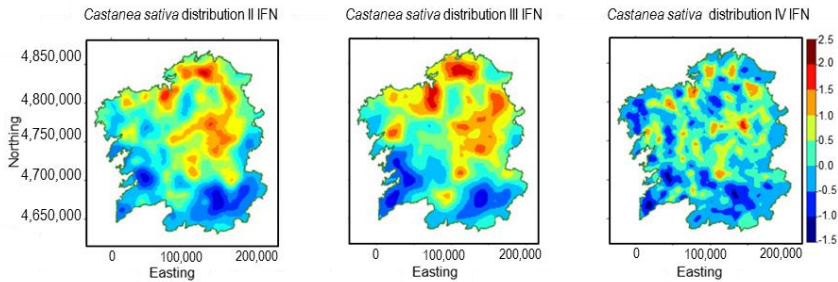 Castanea sativa distribution II IFN
Castanea sativa distribution III IFN
Castanea sativa distribution IV IFN
4,850,000
4,800,000
4,750,000
4,700,000
4,650,000
Northing
0 100,000 200,000
Easting
0 100,000 200,000
Easting
0 100,000 200,000
Easting
2.5
2.0
1.5
1.0
0.5
0.0
-0.5
-1.0
-1.5